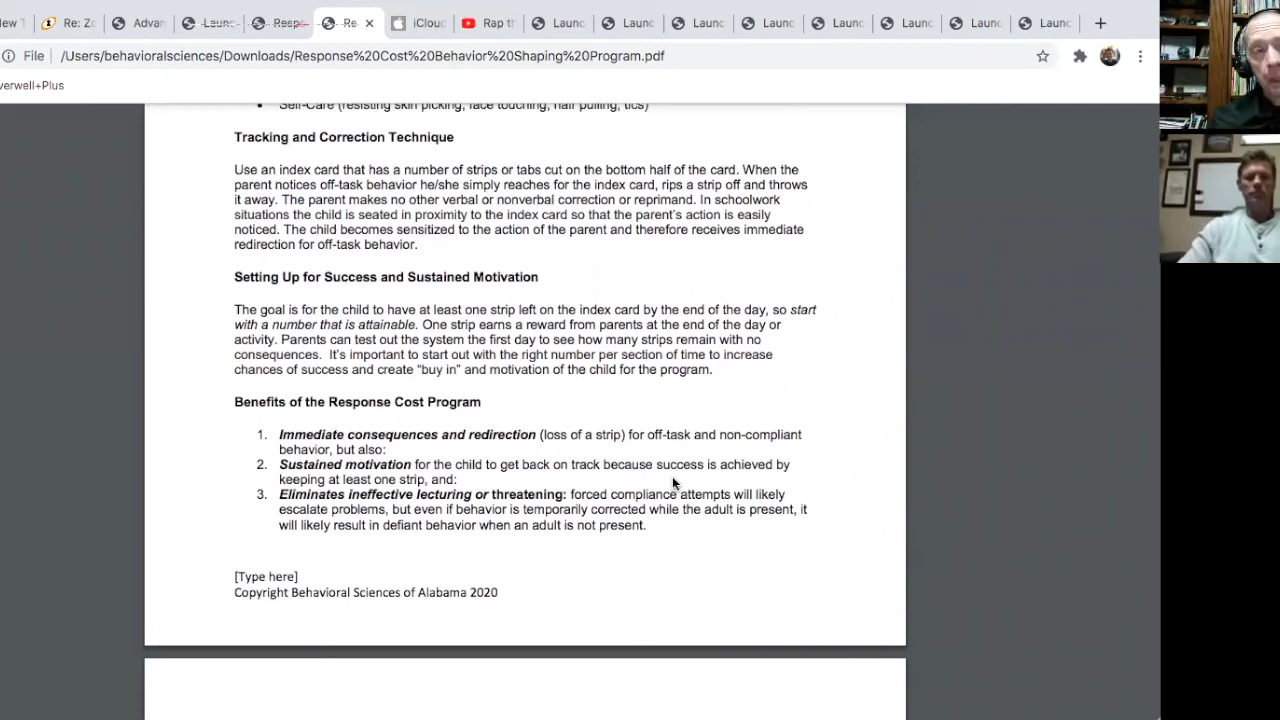 Re: Zo
Advan
Launc
Respo
Re
iCloud
Rap th
Launc
Launc
Launc
Launc
Launc
Launc
Launc
Launc
File
/Users/behavioralsciences/Downloads/Response%20Cost%20Behavior%20Shaping%20Program.pdf
verwell+Plus
Self-Care (resisting skin picking, face touching, hair pulling, tics)
Tracking and Correction Technique
Use an index card that has a number of strips or tabs cut on the bottom half of the card. When the
parent notices off-task behavior he/she simply reaches for the index card, rips a strip off and throws
it away. The parent makes no other verbal or nonverbal correction or reprimand. In schoolwork
situations the child is seated in proximity to the index card so that the parent's action is easily
noticed. The child becomes sensitized to the action of the parent and therefore receives immediate
redirection for off-task behavior.
Setting Up for Success and Sustained Motivation
The goal is for the child to have at least one strip left on the index card by the end of the day, so start
with a number that is attainable. One strip earns a reward from parents at the end of the day or
activity. Parents can test out the system the first day to see how many strips remain with no
consequences. It's important to start out with the right number per section of time to increase
chances of success and create “buy in” and motivation of the child for the program.
Benefits of the Response Cost Program
1. Immediate consequences and redirection (loss of a strip) for off-task and non-compliant
behavior, but also:
2. Sustained motivation for the child to get back on track because success is achieved by
keeping at least one strip, and:
3. Eliminates ineffective lecturing or threatening: forced compliance attempts will likely
escalate problems, but even if behavior is temporarily corrected while the adult is present, it
will likely result in defiant behavior when an adult is not present.
[Type here]
Copyright Behavioral Sciences of Alabama 2020